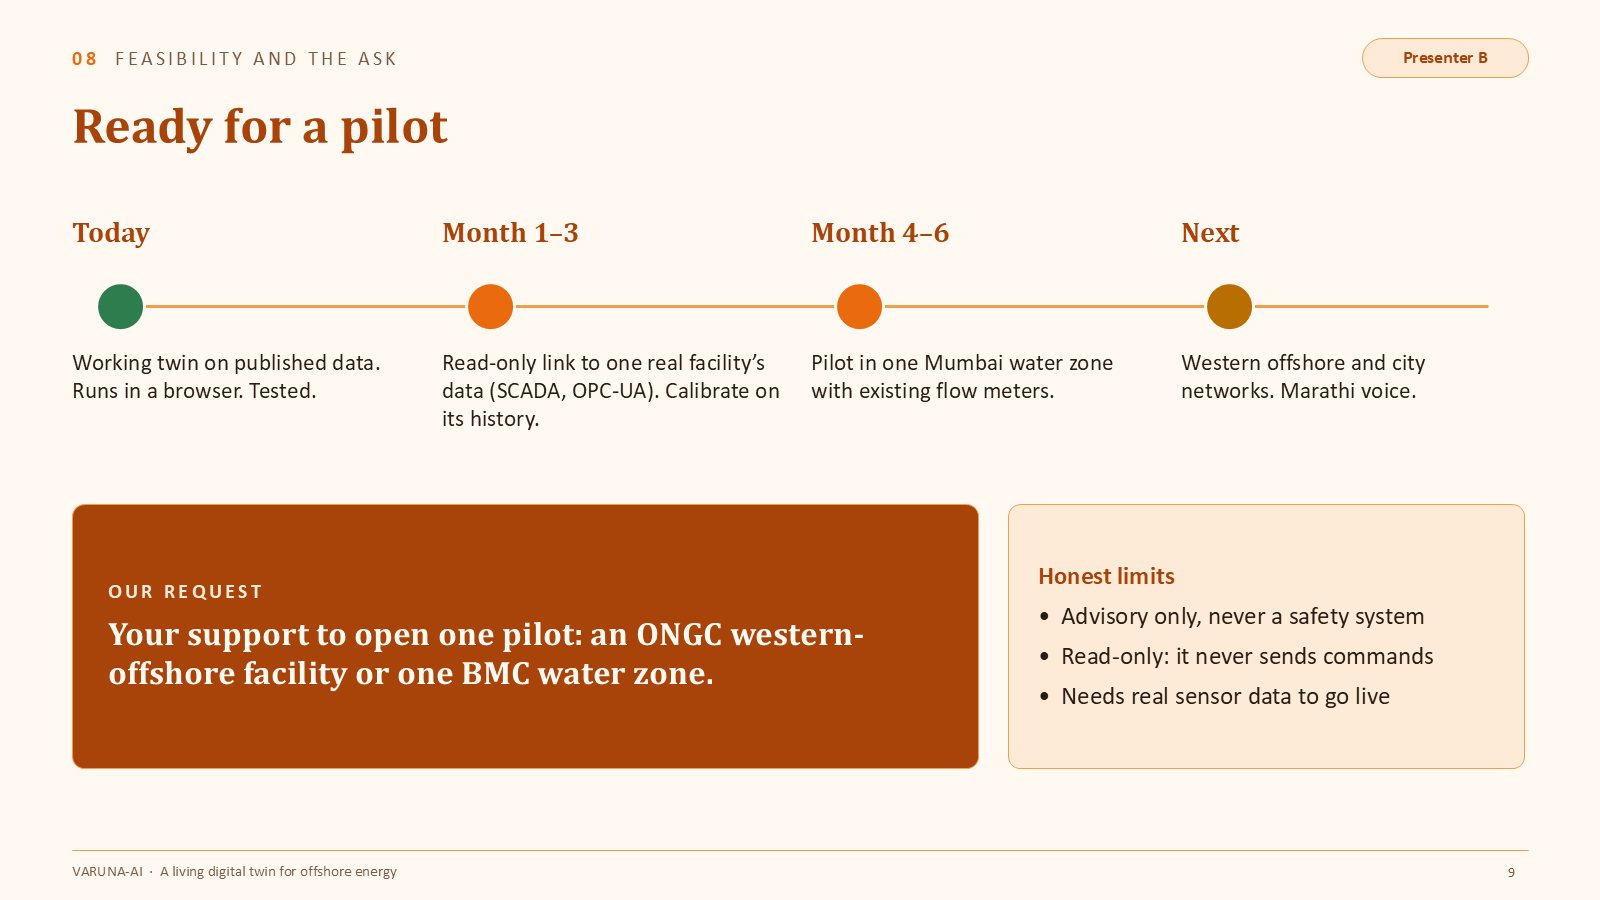 08 FEASIBILITY AND THE ASK
Presenter B
Ready for a pilot
Today
Month 1–3
Month 4–6
Next
Working twin on published data.
Runs in a browser. Tested.
Read-only link to one real facility’s
data (SCADA, OPC-UA). Calibrate on
its history.
Pilot in one Mumbai water zone
with existing flow meters.
Western offshore and city
networks. Marathi voice.
OUR REQUEST
Your support to open one pilot: an ONGC western-
offshore facility or one BMC water zone.
Honest limits
• Advisory only, never a safety system
• Read-only: it never sends commands
• Needs real sensor data to go live
VARUNA-AI · A living digital twin for offshore energy
9